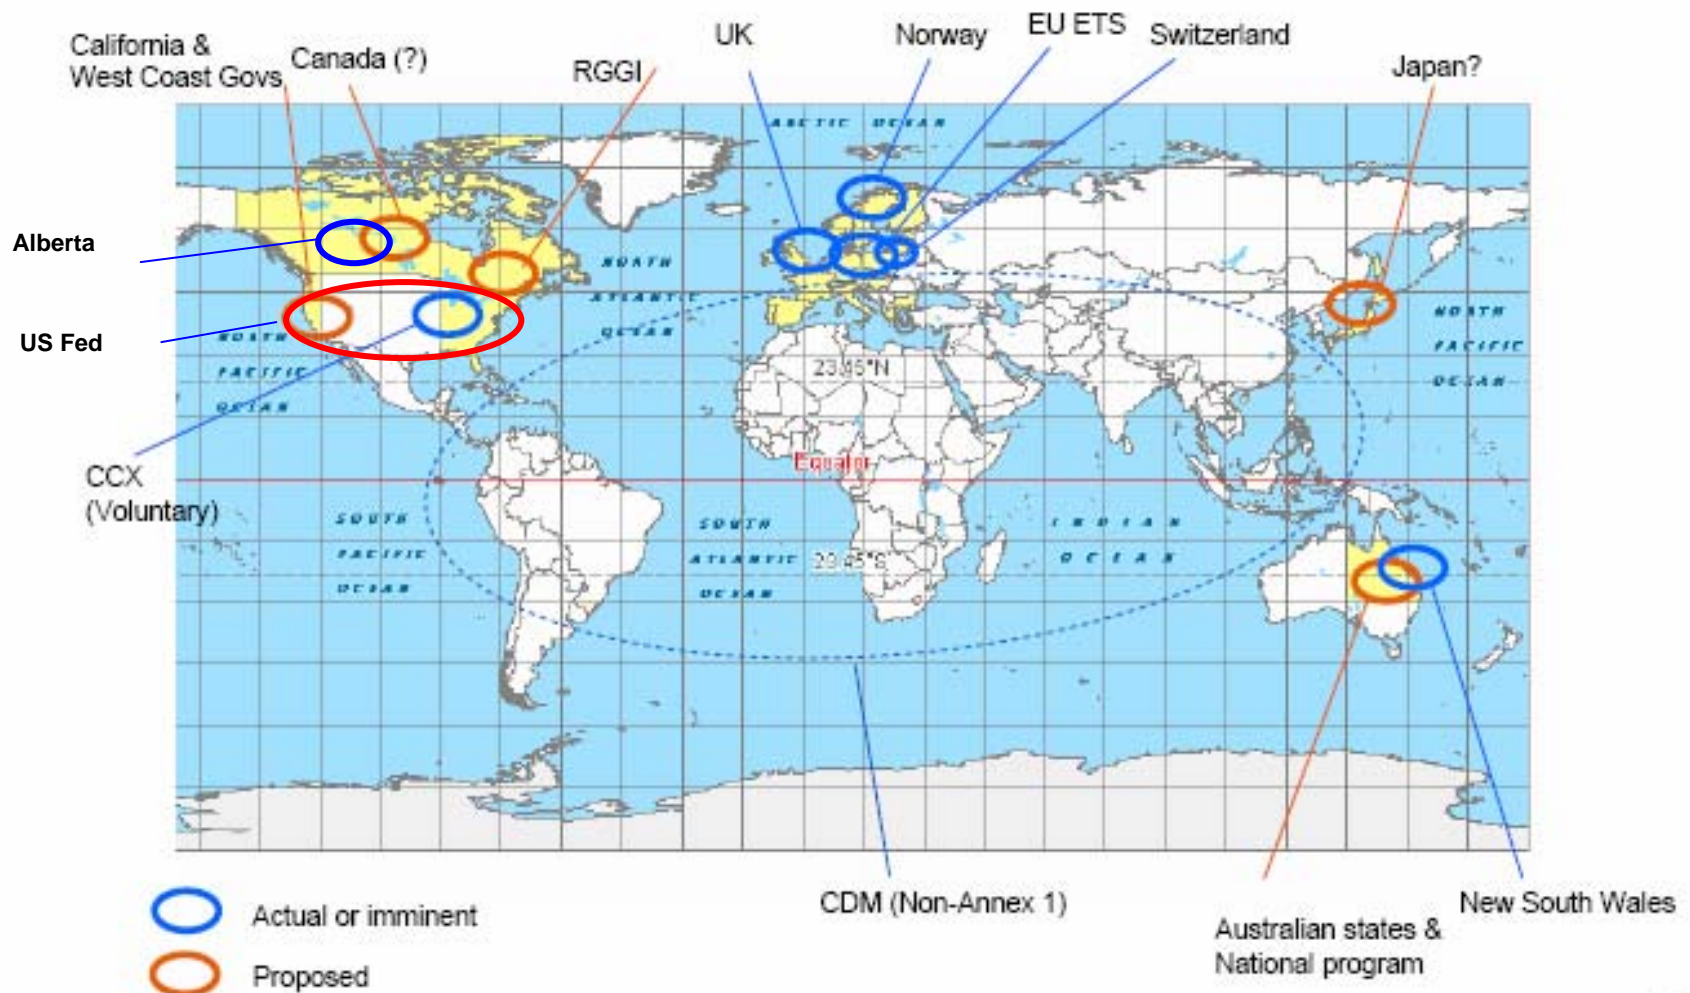 UK
Norway
EU ETS
Switzerland
California &
West Coast Govs
Canada (?)
RGGI
Japan?
ARCTIC OCEAN
Alberta
US Fed
NORTH
ATLANTIC
OCEAN
NORTH
PACIFIC
OCEAN
NORTH
PACIFIC
OCEAN
23.45°N
Equator
CCX
(Voluntary)
SOUTH
PACIFIC
OCEAN
SOUTH
ATLANTIC
OCEAN
INDIAN
OCEAN
CDM (Non-Annex 1)
New South Wales
Australian states &
National program
Actual or imminent
Proposed